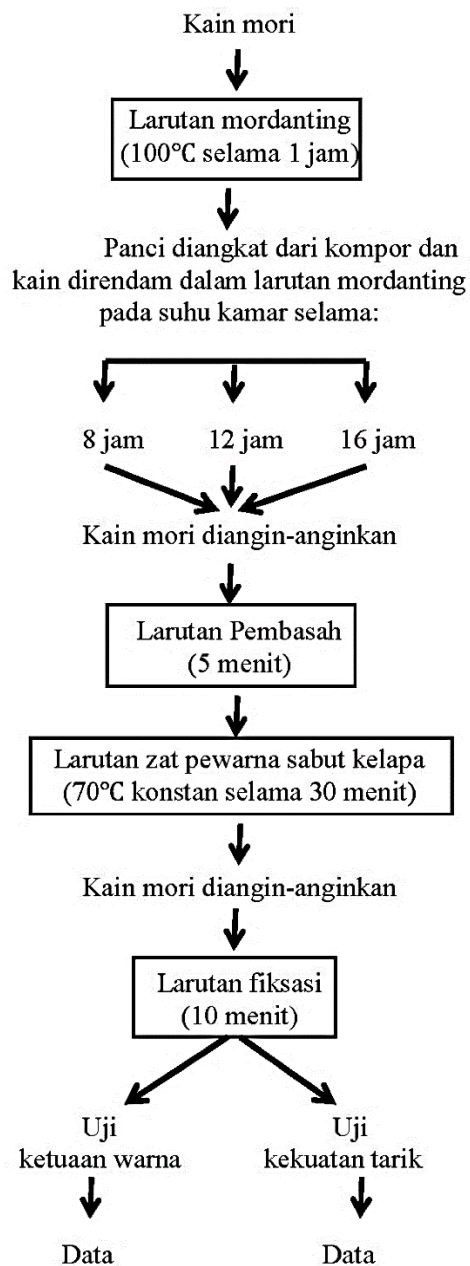 Kain mori
Larutan mordanting
(100℃ selama 1 jam)
Panci diangkat dari kompor dan
kain direndam dalam larutan mordanting
pada suhu kamar selama:
8 jam 12 jam 16 jam
Kain mori diangin-anginkan
Larutan Pembasah
(5 menit)
Larutan zat pewarna sabut kelapa
(70℃ konstan selama 30 menit)
Kain mori diangin-anginkan
Larutan fiksasi
(10 menit)
Uji
ketuaan warna
Uji
kekuatan tarik
Data
Data